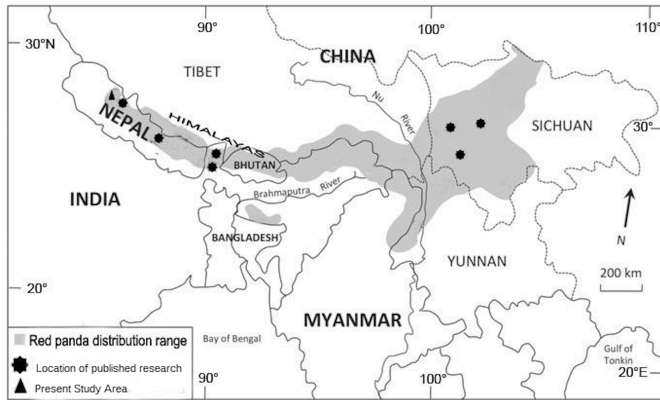 90°
100°
110°
30°N
CHINA
TIBET
Nu
River
HIMALAYAS
NEPAL
SICHUAN
30°
BHUTAN
INDIA
Brahmaputra River
BANGLADESH
N
YUNNAN
200 km
20°
MYANMAR
Red panda distribution range
Bay of Bengal
Location of published research
Gulf of
Tonkin
Present Study Area
90°
100°
20°E